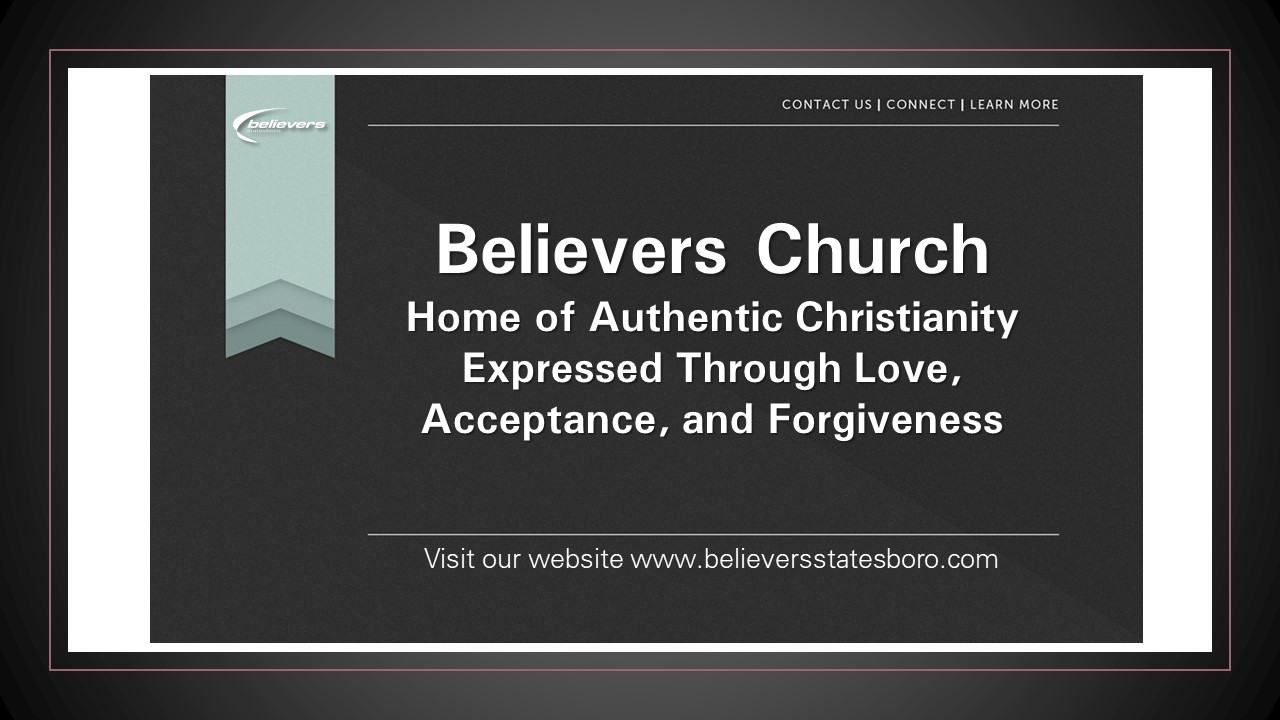 believers
statesboro
CONTACT US | CONNECT | LEARN MORE
Believers Church
Home of Authentic Christianity
Expressed Through Love,
Acceptance, and Forgiveness
Visit our website www.believersstatesboro.com